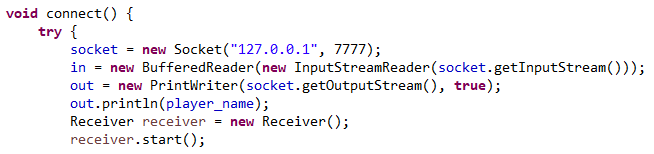 void connect() {
    try {
        socket = new Socket("127.0.0.1", 7777);
        in = new BufferedReader(new InputStreamReader(socket.getInputStream()));
        out = new PrintWriter(socket.getOutputStream(), true);
        out.println(player_name);
        Receiver receiver = new Receiver();
        receiver.start();